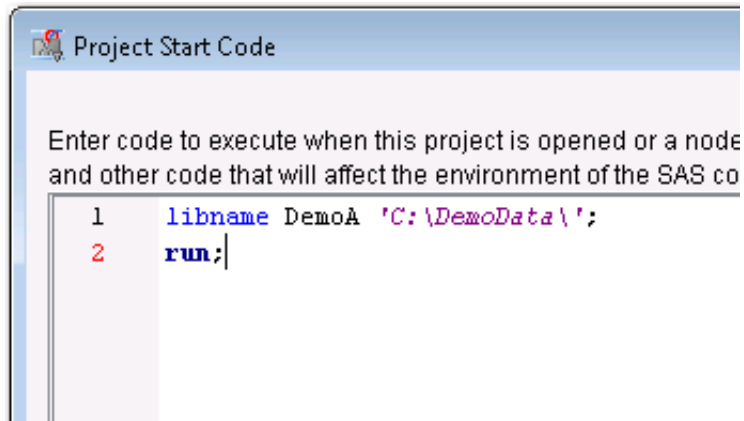 Project Start Code
Enter code to execute when this project is opened or a node
and other code that will affect the environment of the SAS co
1 libname DemoA 'C:\DemoData\';
2 run;